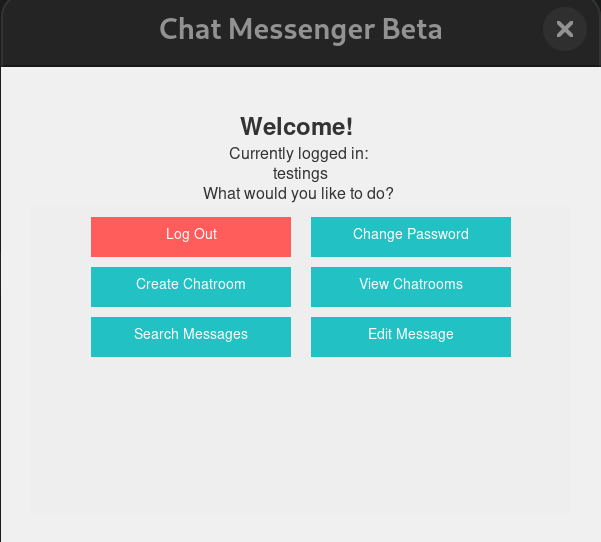 Chat Messenger Beta
Welcome!
Currently logged in:
testings
What would you like to do?
Log Out
Change Password
Create Chatroom
View Chatrooms
Search Messages
Edit Message